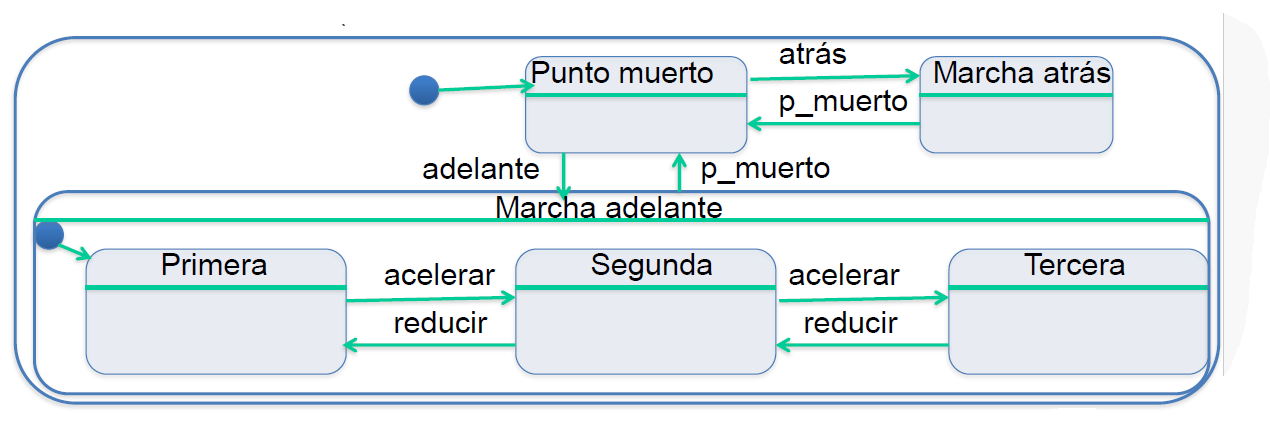 atrás
Punto muerto
Marcha atrás
p_muerto
adelante
p_muerto
Marcha adelante
Primera
acelerar
Segunda
acelerar
Tercera
reducir
reducir